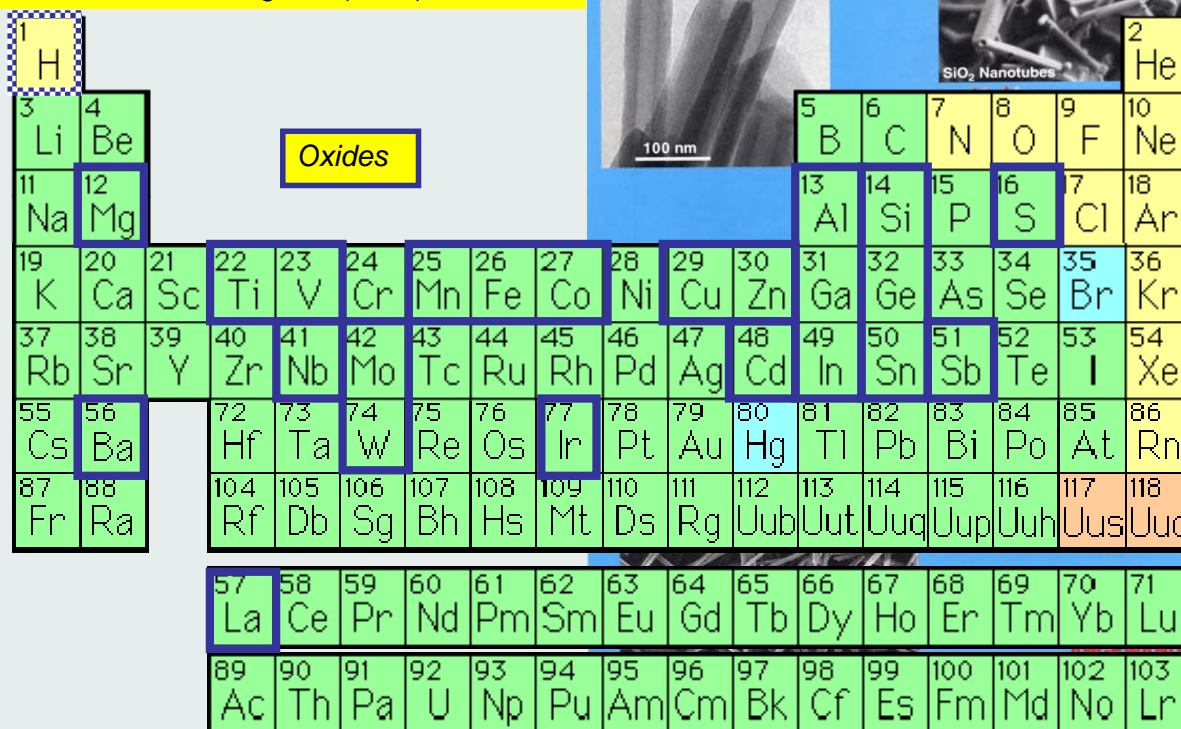 SiO₂ Nanotubes
100 nm
Oxides
1 2
H He
3 4 5 6 7 8 9 10
Li Be B C N O F Ne
11 12 13 14 15 16 17 18
Na Mg Al Si P S Cl Ar
19 20 21 22 23 24 25 26 27 28 29 30 31 32 33 34 35 36
K Ca Sc Ti V Cr Mn Fe Co Ni Cu Zn Ga Ge As Se Br Kr
37 38 39 40 41 42 43 44 45 46 47 48 49 50 51 52 53 54
Rb Sr Y Zr Nb Mo Tc Ru Rh Pd Ag Cd In Sn Sb Te I Xe
55 56 72 73 74 75 76 77 78 79 80 81 82 83 84 85 86
Cs Ba Hf Ta W Re Os Ir Pt Au Hg Tl Pb Bi Po At Rn
87 88 104 105 106 107 108 109 110 111 112 113 114 115 116 117 118
Fr Ra Rf Db Sg Bh Hs Mt Ds Rg Uub Uut Uuq Uup Uuh Uus
57 58 59 60 61 62 63 64 65 66 67 68 69 70 71
La Ce Pr Nd Pm Sm Eu Gd Tb Dy Ho Er Tm Yb Lu
89 90 91 92 93 94 95 96 97 98 99 100 101 102 103
Ac Th Pa U Np Pu Am Cm Bk Cf Es Fm Md No Lr